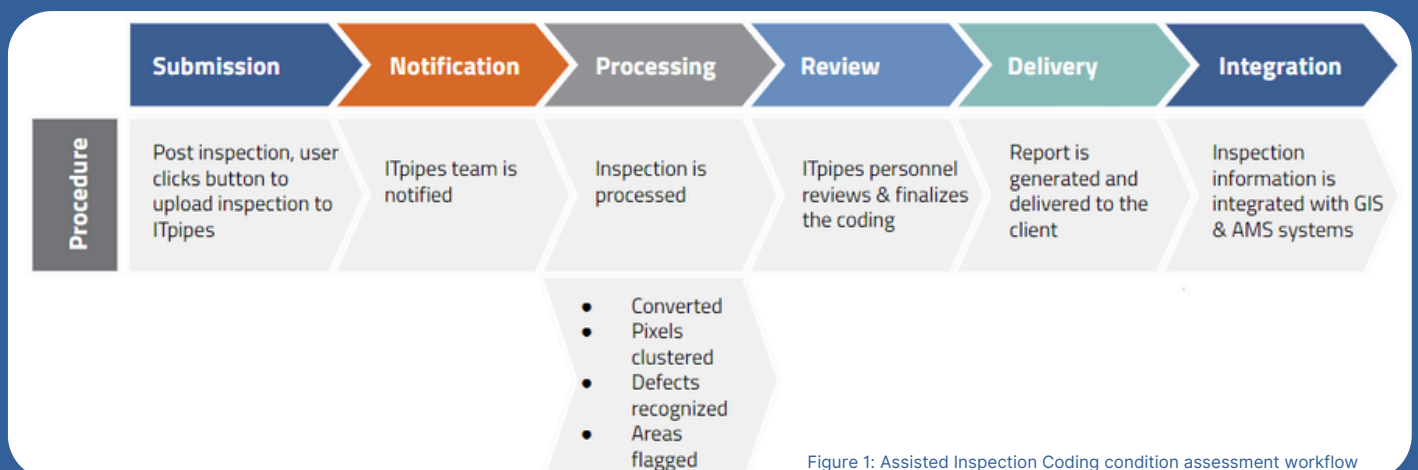 Submission
Notification
Processing
Review
Delivery
Integration
Procedure
Post inspection, user
clicks button to
upload inspection to
ITpipes
ITpipes team is
notified
Inspection is
processed
ITpipes personnel
reviews & finalizes
the coding
Report is
generated and
delivered to the
client
Inspection
information is
integrated with GIS
& AMS systems
● Converted
● Pixels
clustered
● Defects
recognized
● Areas
flagged
Figure 1: Assisted Inspection Coding condition assessment workflow